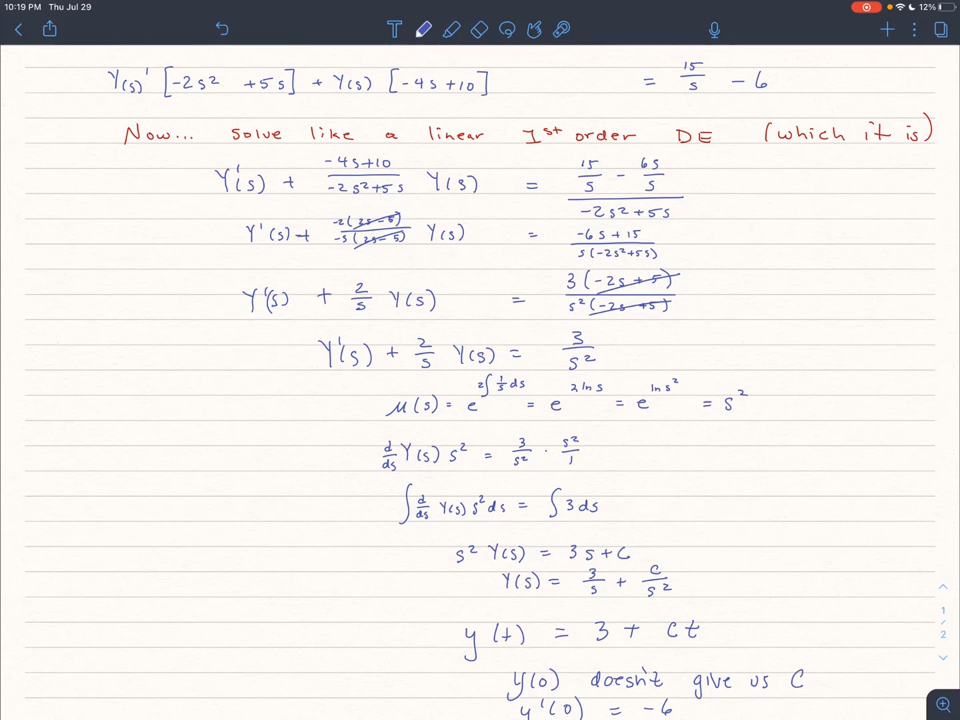 10:19 PM Thu Jul 29 12%
Y(s)' [-2s² +5s] + Y(s) [-4s+10] = 15/s - 6
Now... solve like a linear 1st order DE (which it is)
Y'(s) + (-4s+10)/(-2s²+5s) Y(s) = (15/s - 6s/s)/(-2s²+5s)
Y'(s) + -2(2s-5)/-s(2s-5) Y(s) = (-6s+15)/(s(-2s²+5s))
Y'(s) + 2/s Y(s) = 3(-2s+5)/s²(-2s+5)
Y'(s) + 2/s Y(s) = 3/s²
μ(s) = e^(2∫1/s ds) = e^(2 ln s) = e^(ln s²) = s²
d/ds Y(s) s² = 3/s² · s²/1
∫ d/ds Y(s) s² ds = ∫ 3 ds
s² Y(s) = 3s + C
Y(s) = 3/s + C/s²
y(t) = 3 + ct
y(0) doesn't give us C
y'(0) = -6
1/2